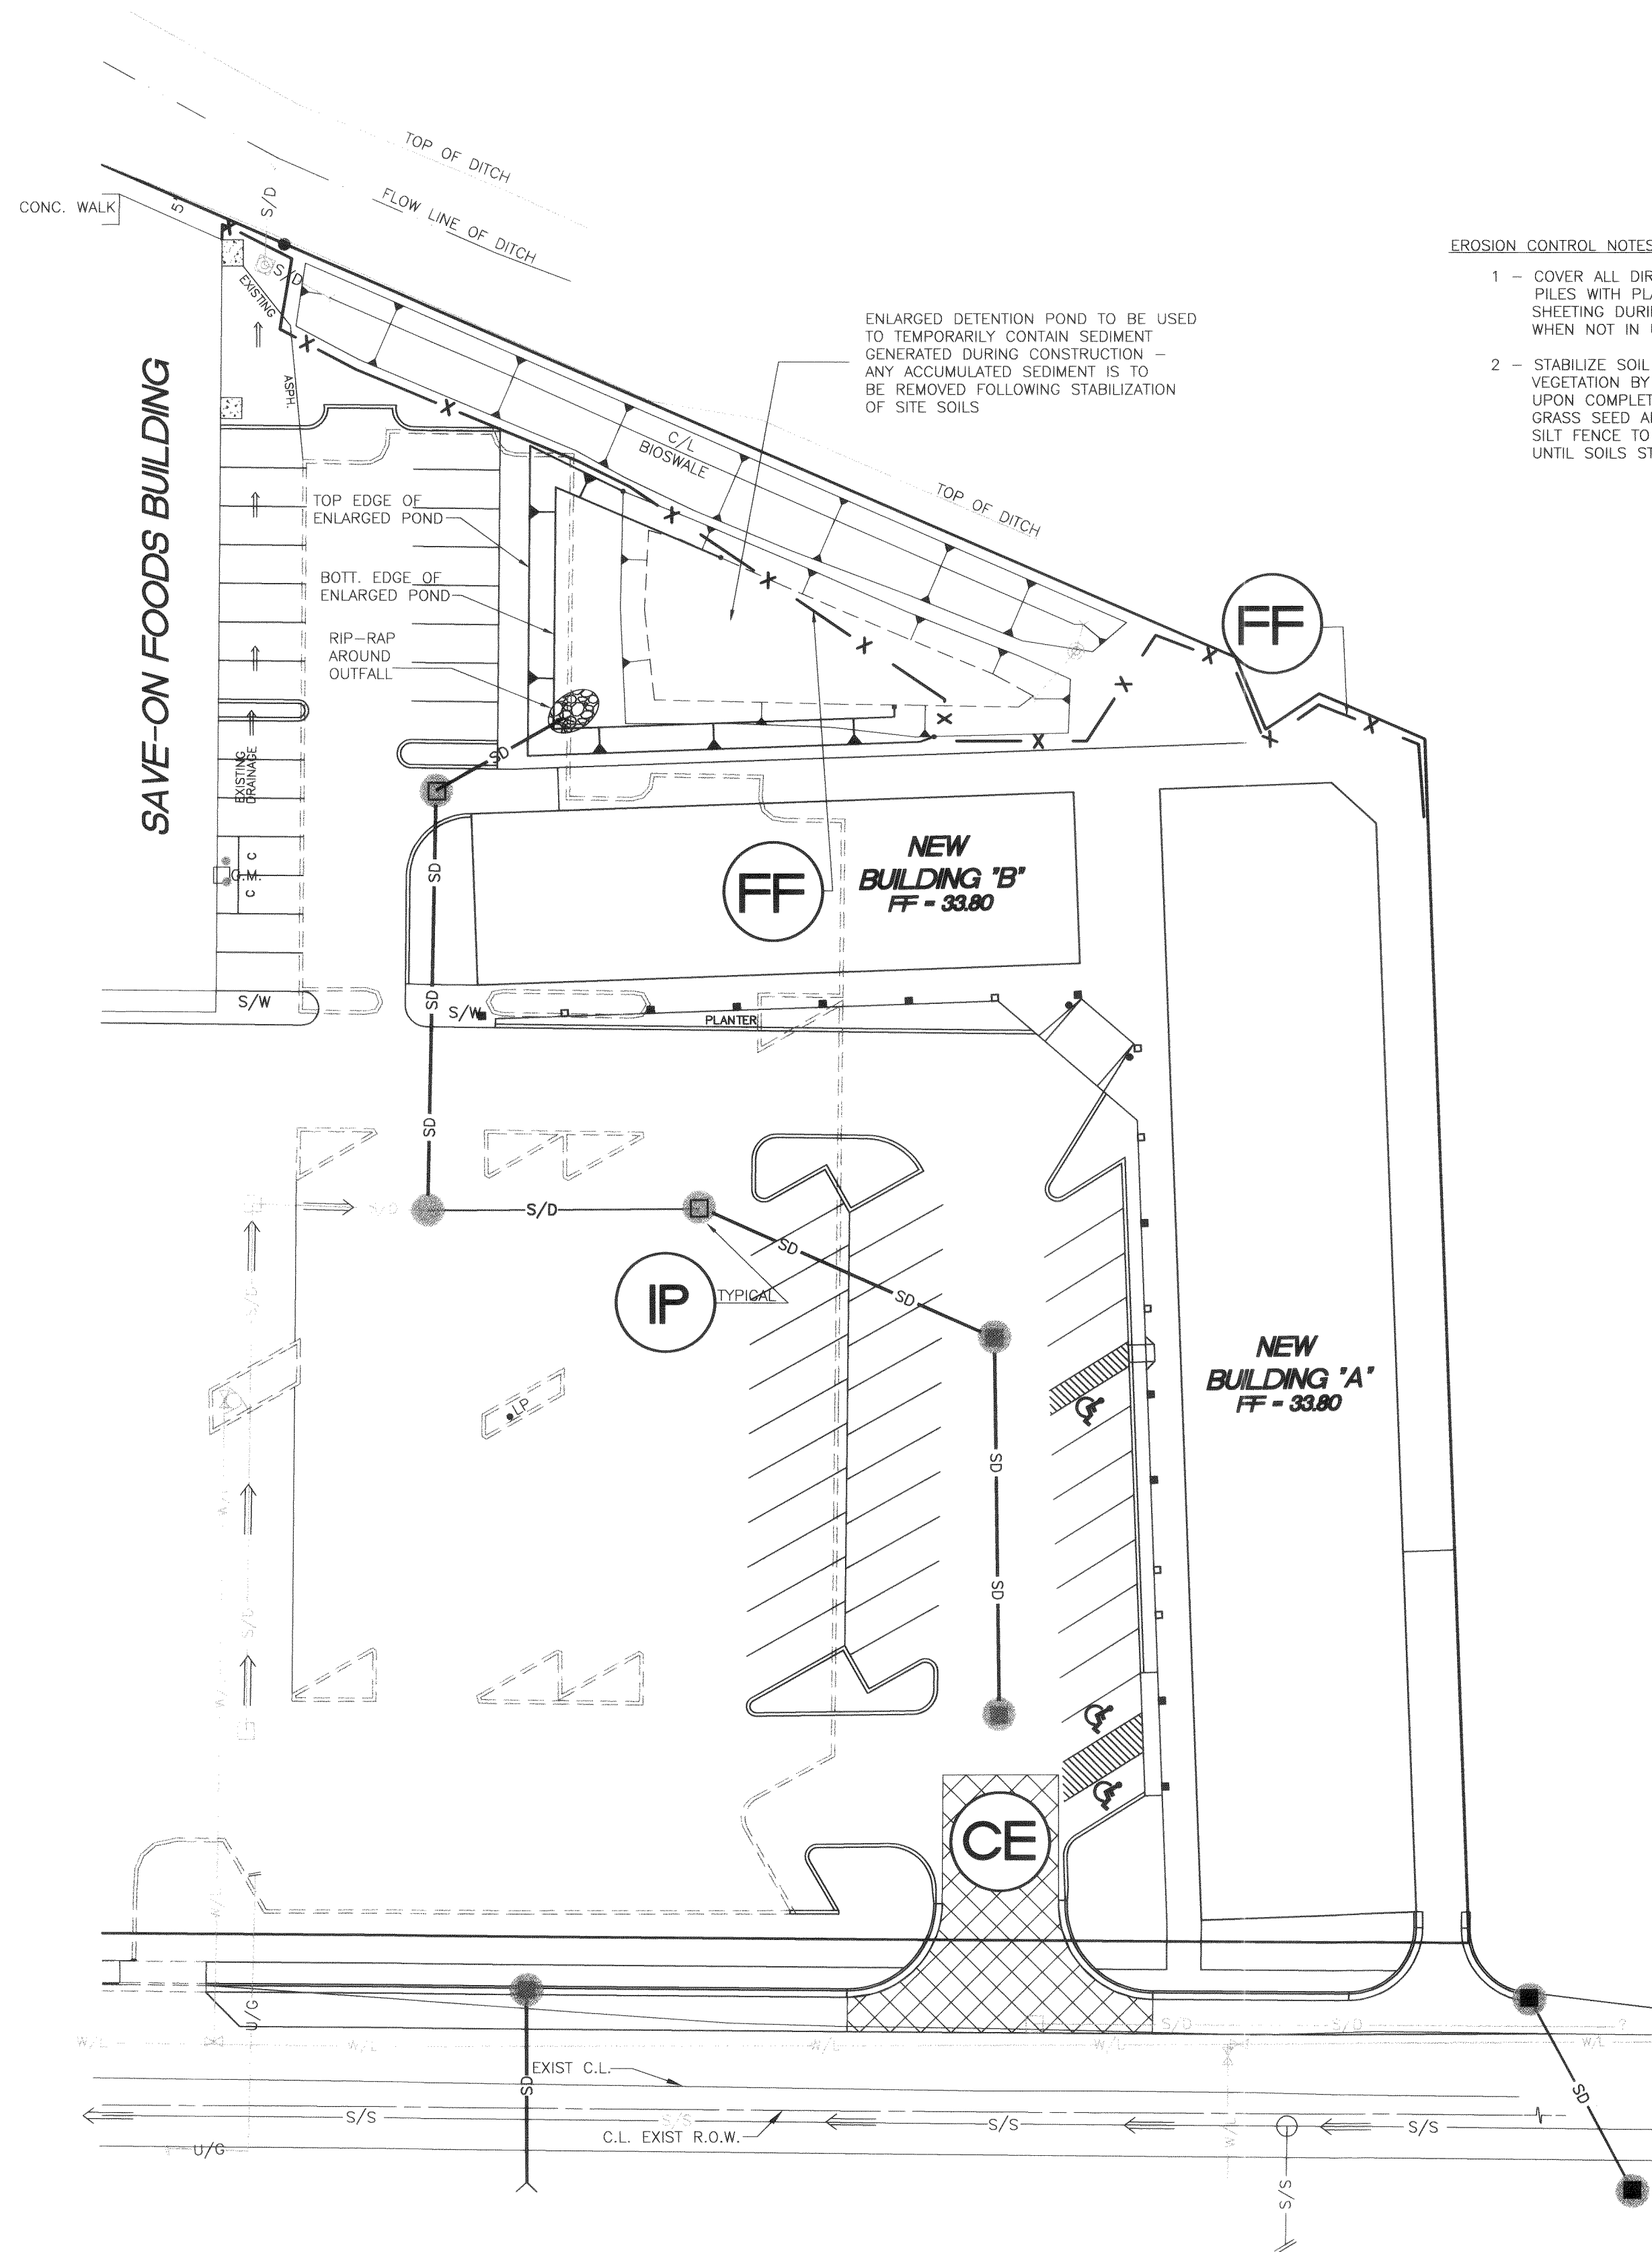 TOP OF DITCH
FLOW LINE OF DITCH
CONC. WALK
5'
S/D
S/D
EXISTING
ASPH.
SAVE-ON FOODS BUILDING
EROSION CONTROL NOTES
1 – COVER ALL DIR
PILES WITH PLA
SHEETING DURI
WHEN NOT IN
2 – STABILIZE SOIL
VEGETATION BY
UPON COMPLET
GRASS SEED A
SILT FENCE TO
UNTIL SOILS ST
ENLARGED DETENTION POND TO BE USED
TO TEMPORARILY CONTAIN SEDIMENT
GENERATED DURING CONSTRUCTION –
ANY ACCUMULATED SEDIMENT IS TO
BE REMOVED FOLLOWING STABILIZATION
OF SITE SOILS
C/L
BIOSWALE
TOP OF DITCH
TOP EDGE OF
ENLARGED POND
BOTT. EDGE OF
ENLARGED POND
RIP–RAP
AROUND
OUTFALL
FF
EXISTING
DRAINAGE
SD
SD
G.M.
C
C
FF
NEW
BUILDING "B"
FF = 33.80
S/W
SD
S/W
PLANTER
SD
S/D
S/D
SD
SD
IP
TYPICAL
S/D
LP
NEW
BUILDING 'A'
FF = 33.80
SD
W/L
SD
S/D
W/L
CE
W/L
U/G
W/L
W/L
W/L
W/L
S/D
S/D
?
W/L
EXIST C.L.
SD
SD
S/S
S/S
S/S
S/S
C.L. EXIST R.O.W.
U/G
W/L
S/S